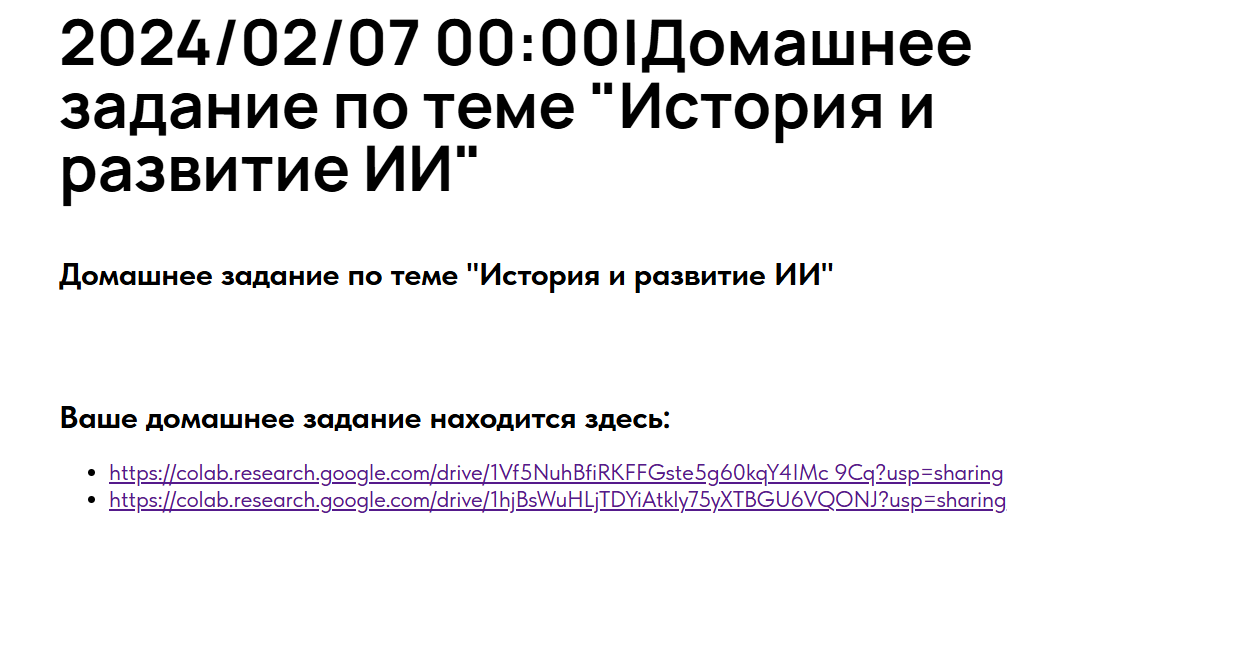 2024/02/07 00:00|Домашнее
задание по теме "История и
развитие ИИ"
Домашнее задание по теме "История и развитие ИИ"
Ваше домашнее задание находится здесь:
https://colab.research.google.com/drive/1Vf5NuhBfiRKFFGste5g60kqY4IMc_9Cq?usp=sharing
https://colab.research.google.com/drive/1hjBsWuHLjTDYiAtkly75yXTBGU6VQONJ?usp=sharing